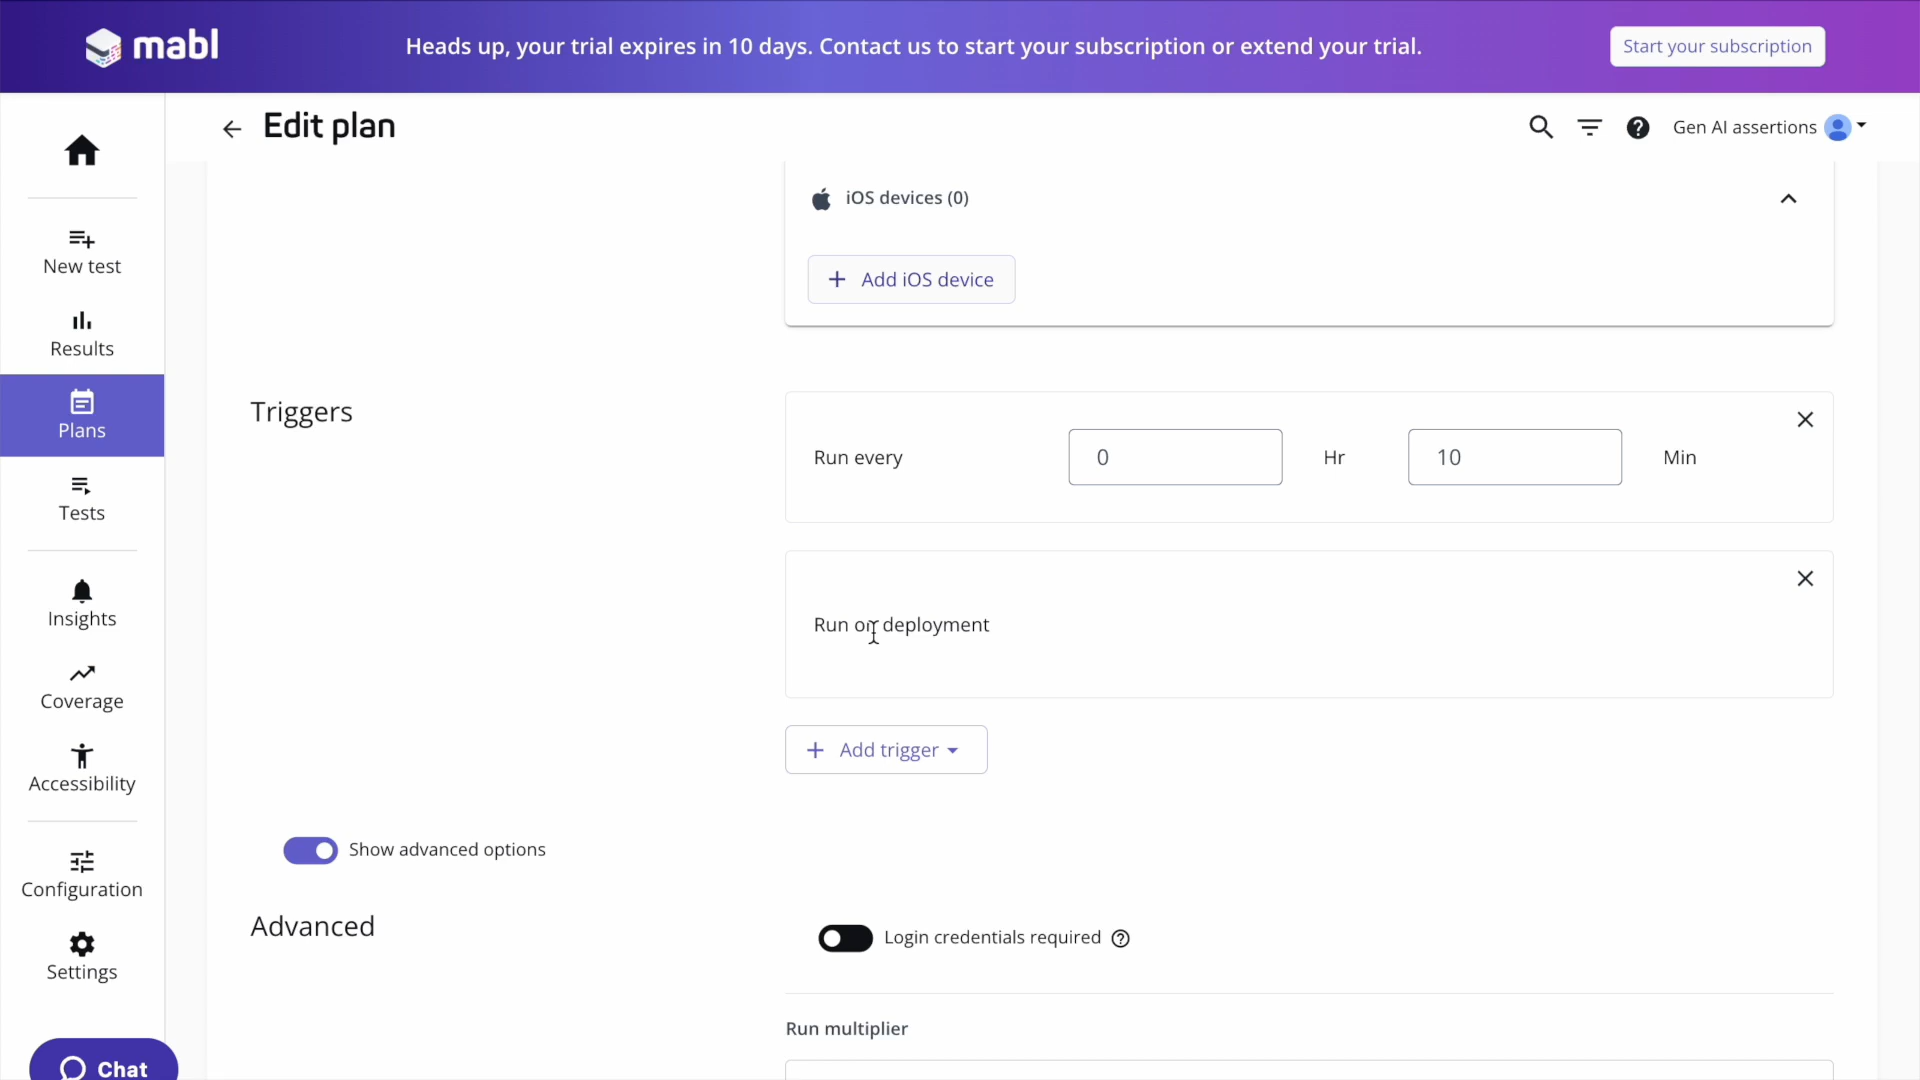 mabl
Heads up, your trial expires in 10 days. Contact us to start your subscription or extend your trial.
Start your subscription
Edit plan
Gen AI assertions
New test
Results
Plans
Tests
Insights
Coverage
Accessibility
Configuration
Settings
Chat
iOS devices (0)
+ Add iOS device
Triggers
Run every 0 Hr 10 Min
Run on deployment
+ Add trigger
Show advanced options
Advanced
Login credentials required
Run multiplier